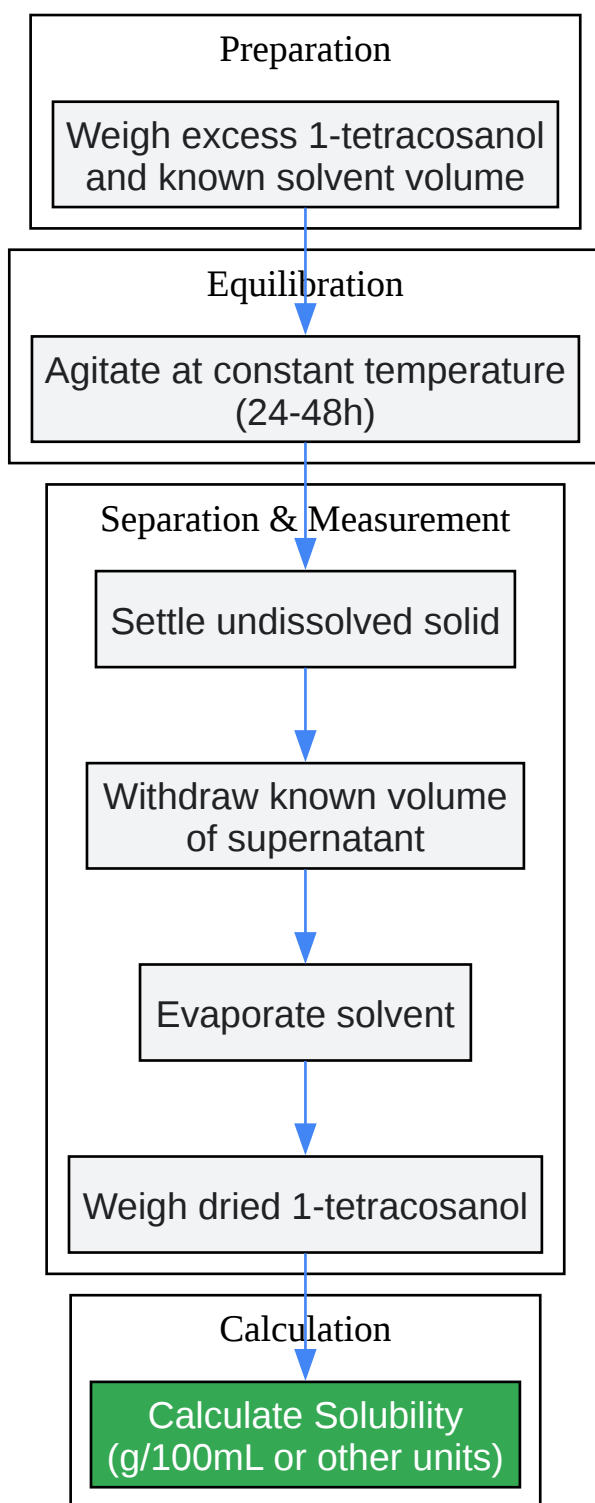 Preparation
Weigh excess 1-tetracosanol
and known solvent volume
Equilibration
Agitate at constant temperature
(24-48h)
Separation & Measurement
Settle undissolved solid
Withdraw known volume
of supernatant
Evaporate solvent
Weigh dried 1-tetracosanol
Calculation
Calculate Solubility
(g/100mL or other units)